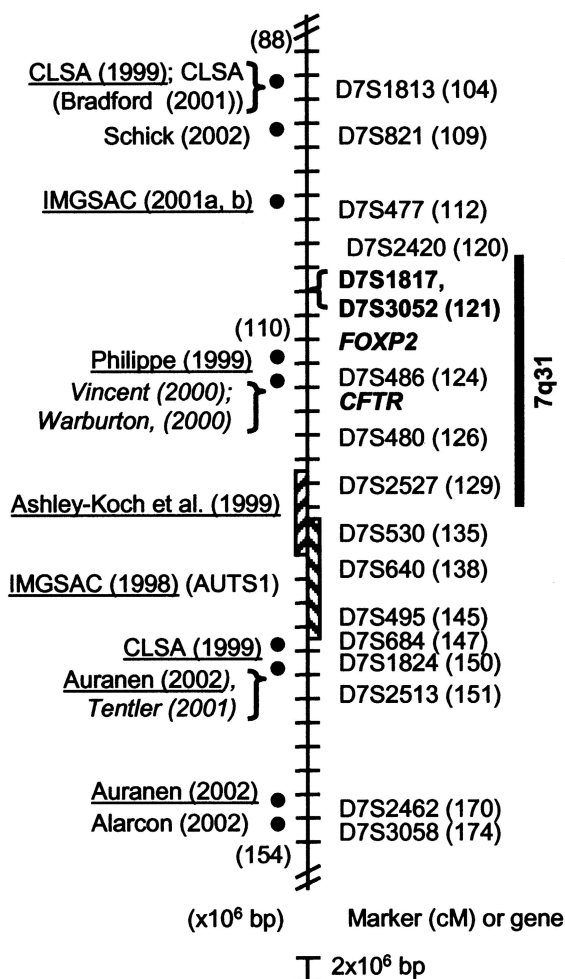 (88)
CLSA (1999); CLSA
(Bradford (2001))
D7S1813 (104)
Schick (2002)
D7S821 (109)
IMGSAC (2001a, b)
D7S477 (112)
D7S2420 (120)
D7S1817,
D7S3052 (121)
(110)
FOXP2
Philippe (1999)
Vincent (2000);
Warburton, (2000)
D7S486 (124)
CFTR
7q31
D7S480 (126)
D7S2527 (129)
Ashley-Koch et al. (1999)
D7S530 (135)
D7S640 (138)
IMGSAC (1998) (AUTS1)
D7S495 (145)
CLSA (1999)
D7S684 (147)
D7S1824 (150)
Auranen (2002),
Tentler (2001)
D7S2513 (151)
Auranen (2002)
D7S2462 (170)
Alarcon (2002)
D7S3058 (174)
(154)
(x10⁶ bp)
Marker (cM) or gene
2x10⁶ bp